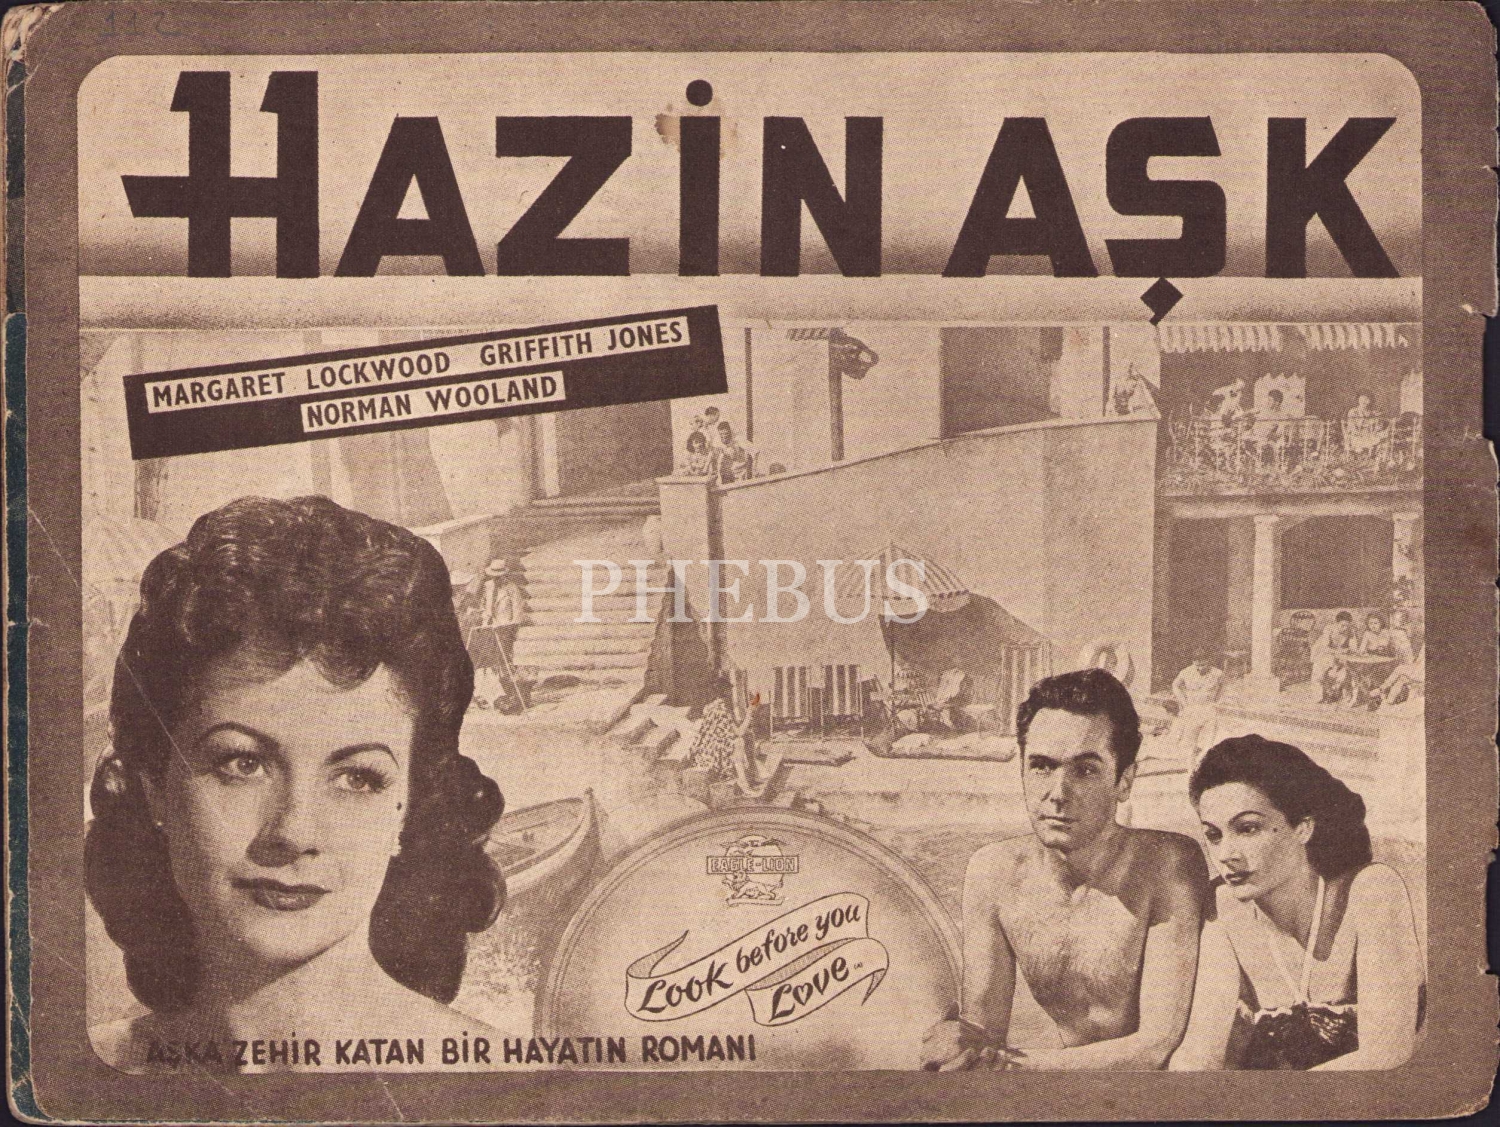 112
HAZİN AŞK
MARGARET LOCKWOOD GRIFFITH JONES
NORMAN WOOLAND
PHEBUS
EAGLE-LION
Look before you
Love
AŞKA ZEHİR KATAN BİR HAYATIN ROMANI